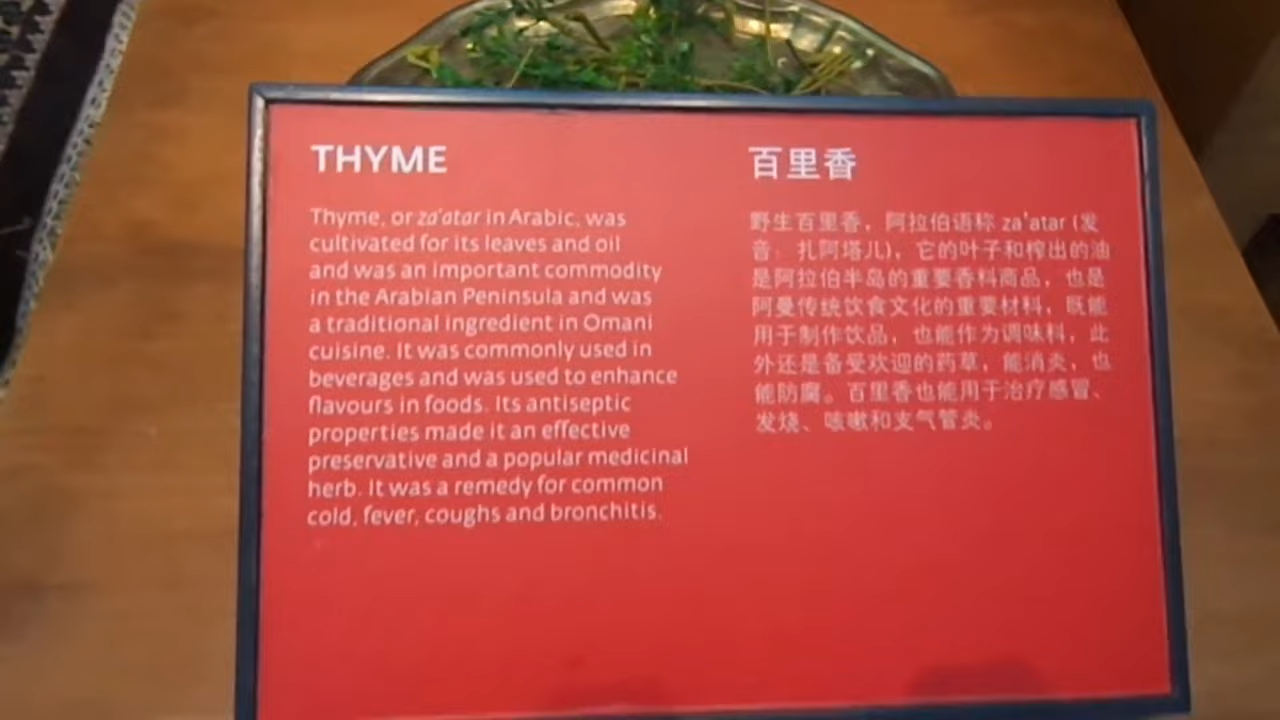 THYME
Thyme, or za'atar in Arabic, was
cultivated for its leaves and oil
and was an important commodity
in the Arabian Peninsula and was
a traditional ingredient in Omani
cuisine. It was commonly used in
beverages and was used to enhance
flavours in foods. Its antiseptic
properties made it an effective
preservative and a popular medicinal
herb. It was a remedy for common
cold, fever, coughs and bronchitis.
百里香
野生百里香，阿拉伯语称 za'atar (发
音：扎阿塔儿)，它的叶子和榨出的油
是阿拉伯半岛的重要香料商品，也是
阿曼传统饮食文化的重要材料，既能
用于制作饮品，也能作为调味料，此
外还是备受欢迎的药草，能消炎，也
能防腐。百里香也能用于治疗感冒、
发烧、咳嗽和支气管炎。